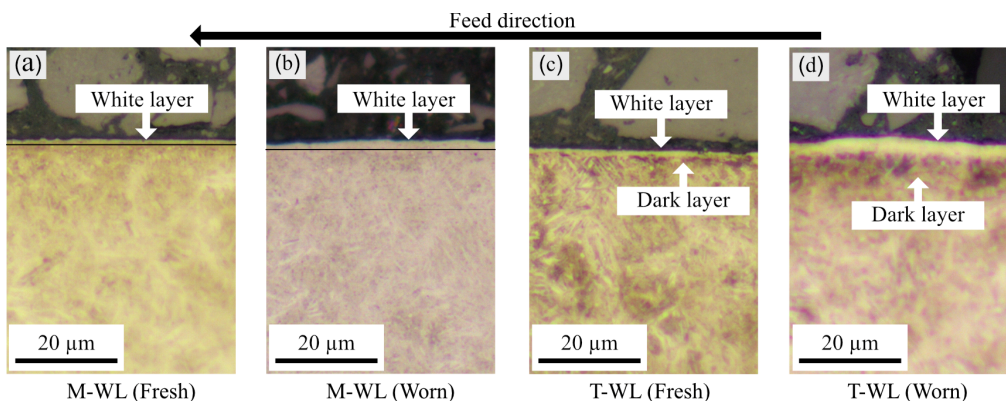 Feed direction
(a)
White layer
20 µm
M-WL (Fresh)
(b)
White layer
20 µm
M-WL (Worn)
(c)
White layer
Dark layer
20 µm
T-WL (Fresh)
(d)
White layer
Dark layer
20 µm
T-WL (Worn)